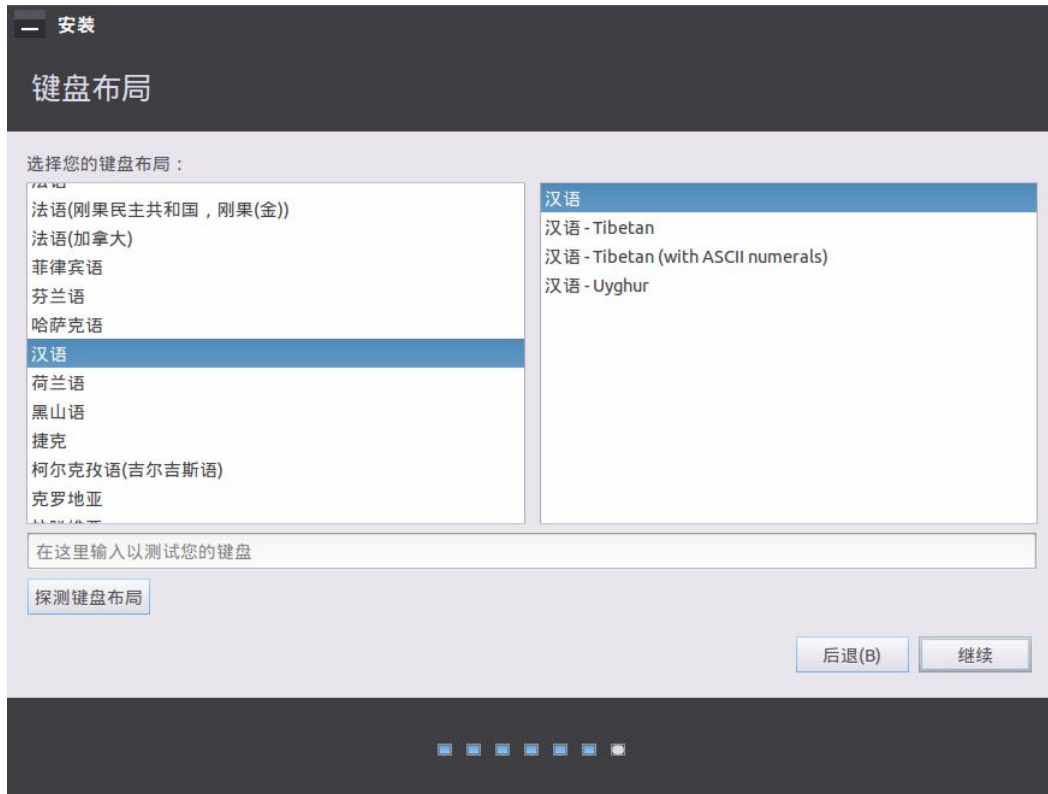 安装
键盘布局
选择您的键盘布局：
法语(刚果民主共和国，刚果(金))
法语(加拿大)
菲律宾语
芬兰语
哈萨克语
汉语
荷兰语
黑山语
捷克
柯尔克孜语(吉尔吉斯语)
克罗地亚
汉语
汉语 - Tibetan
汉语 - Tibetan (with ASCII numerals)
汉语 - Uyghur
在这里输入以测试您的键盘
探测键盘布局
后退(B)
继续